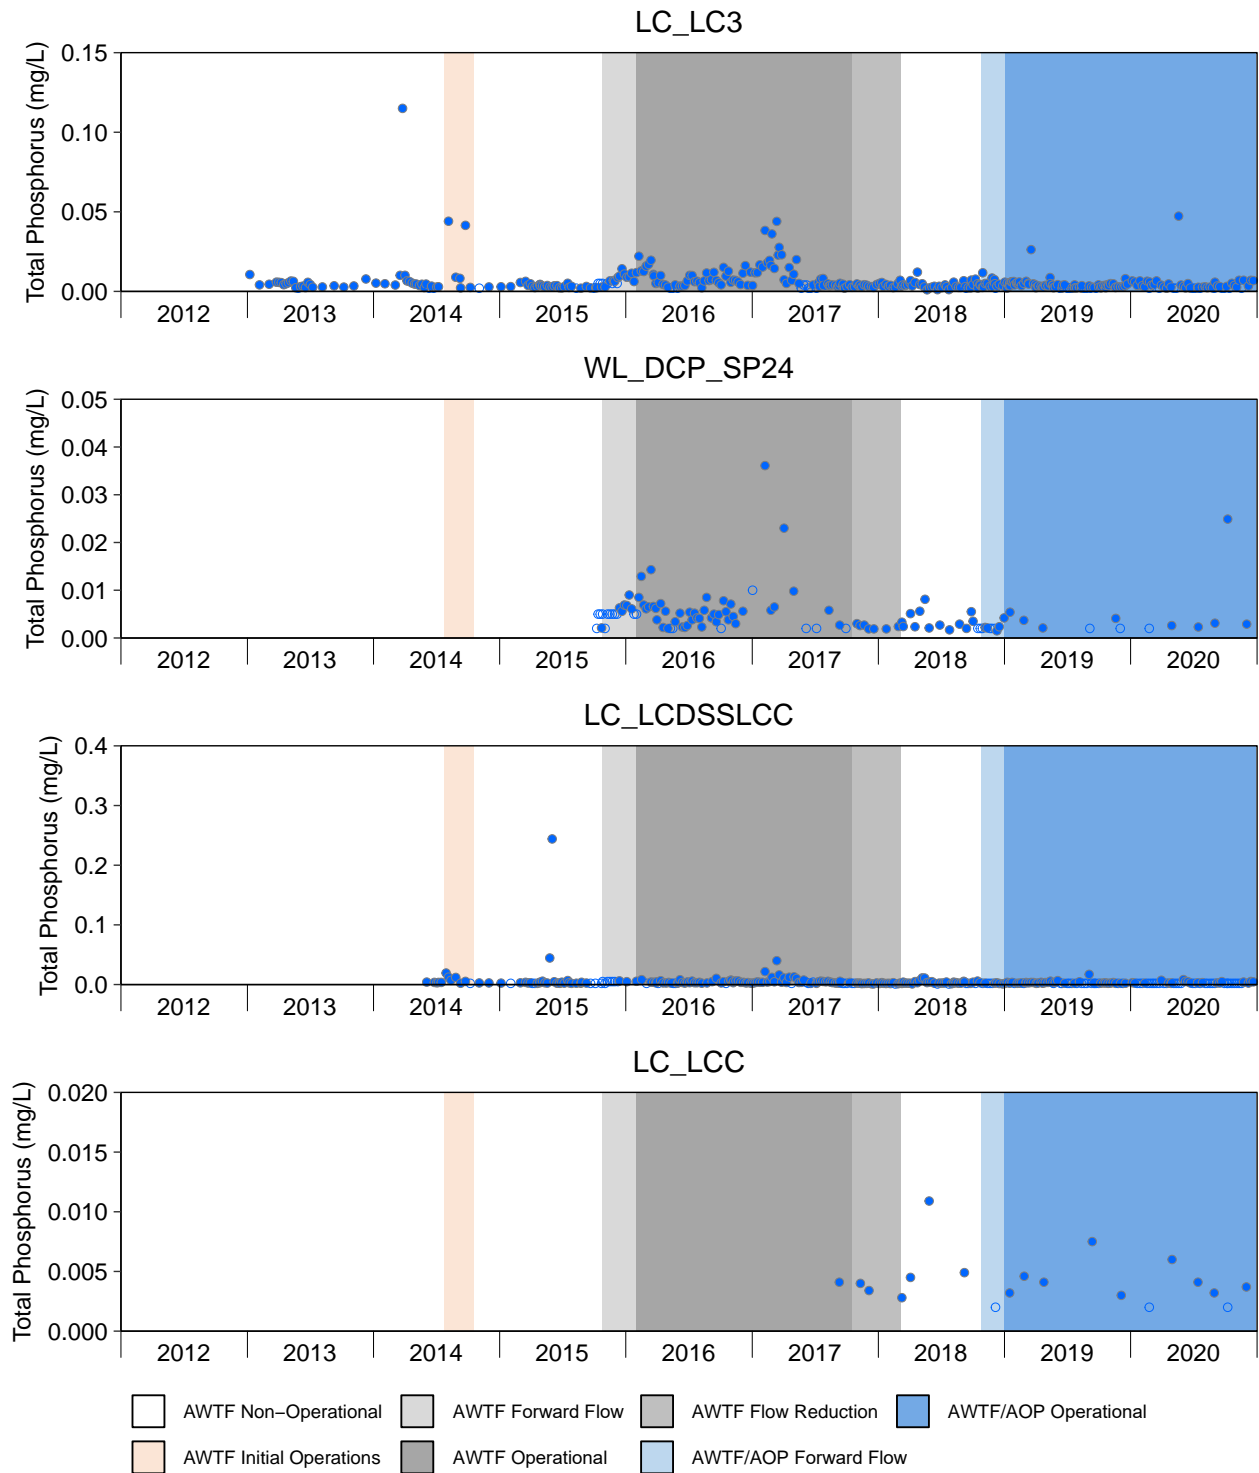 LC_LC3
Total Phosphorus (mg/L)
0.15
0.10
0.05
0.00
2012 2013 2014 2015 2016 2017 2018 2019 2020
WL_DCP_SP24
Total Phosphorus (mg/L)
0.05
0.04
0.03
0.02
0.01
0.00
2012 2013 2014 2015 2016 2017 2018 2019 2020
LC_LCDSSLCC
Total Phosphorus (mg/L)
0.4
0.3
0.2
0.1
0.0
2012 2013 2014 2015 2016 2017 2018 2019 2020
LC_LCC
Total Phosphorus (mg/L)
0.020
0.015
0.010
0.005
0.000
2012 2013 2014 2015 2016 2017 2018 2019 2020
AWTF Non−Operational AWTF Forward Flow AWTF Flow Reduction AWTF/AOP Operational
AWTF Initial Operations AWTF Operational AWTF/AOP Forward Flow